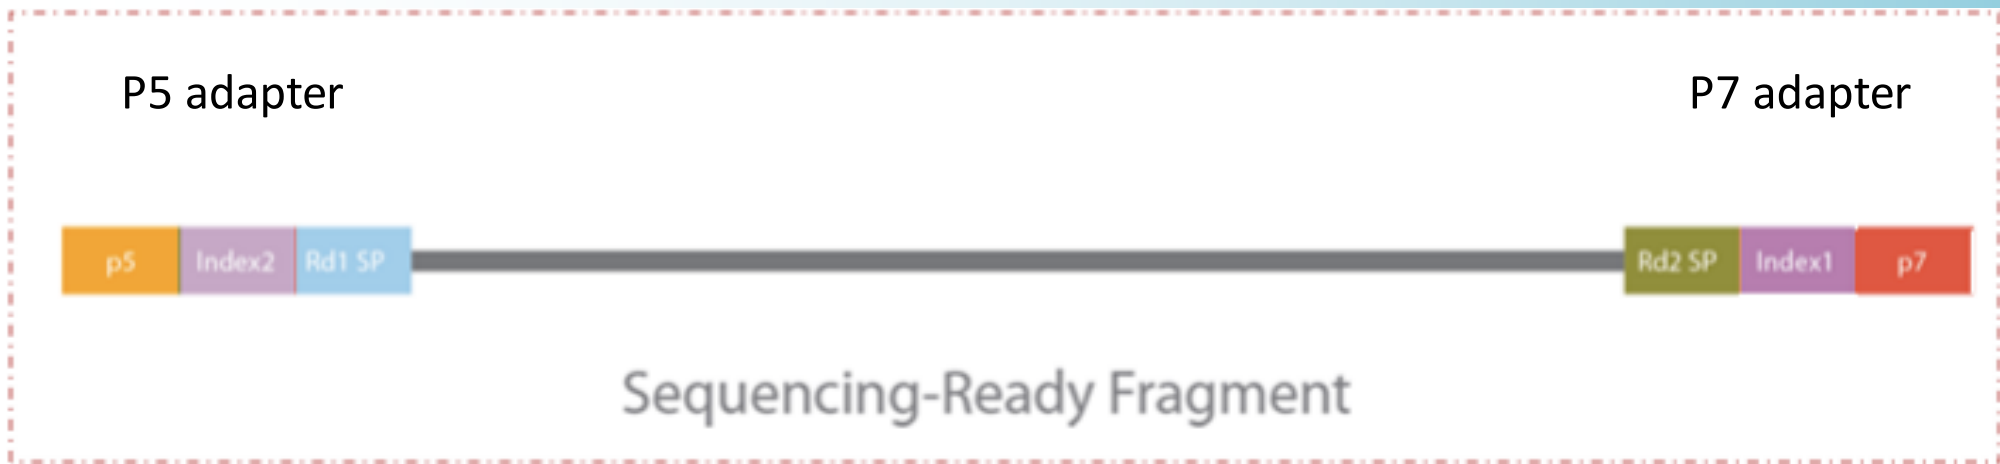 P5 adapter P7 adapter
p5 Index2 Rd1 SP Rd2 SP Index1 p7
Sequencing-Ready Fragment